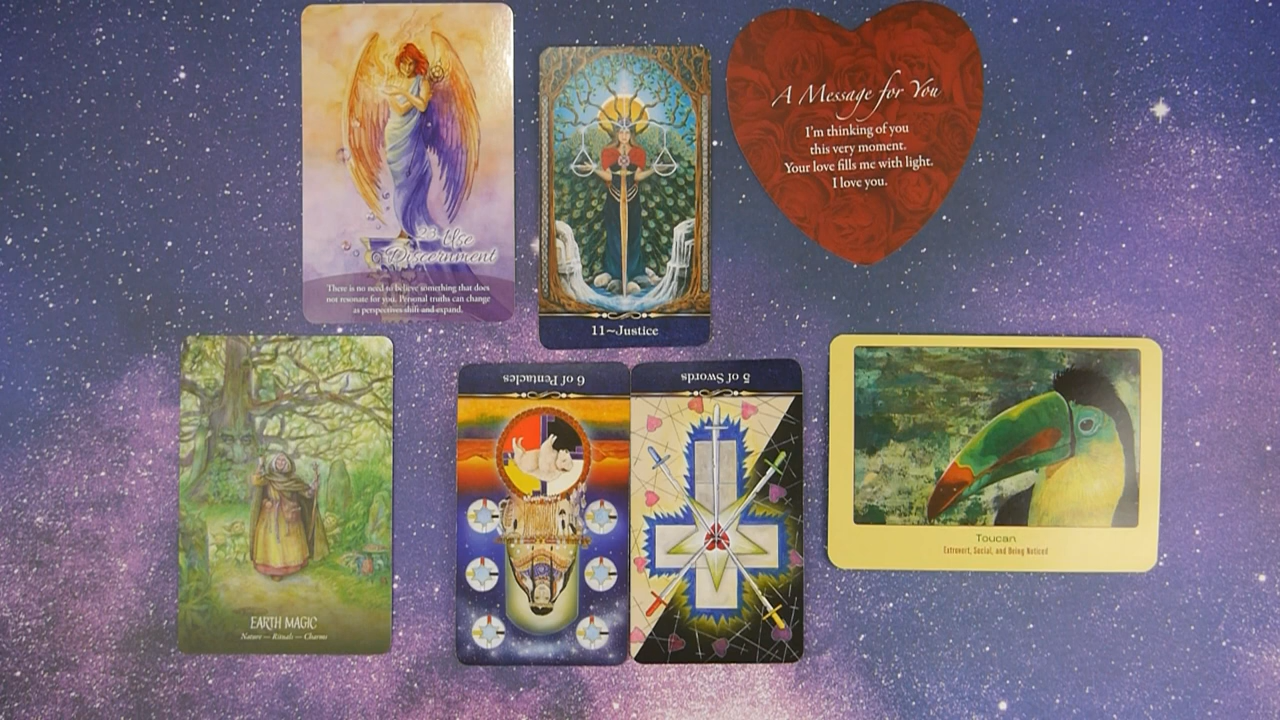 23 Use
Discernment
There is no need to believe something that does
not resonate for you. Personal truths can change
as perspectives shift and expand.
11~Justice
A Message for You
I'm thinking of you
this very moment.
Your love fills me with light.
I love you.
EARTH MAGIC
Nature — Rituals — Charms
6 of Pentacles
5 of Swords
Toucan
Extrovert, Social, and Being Noticed